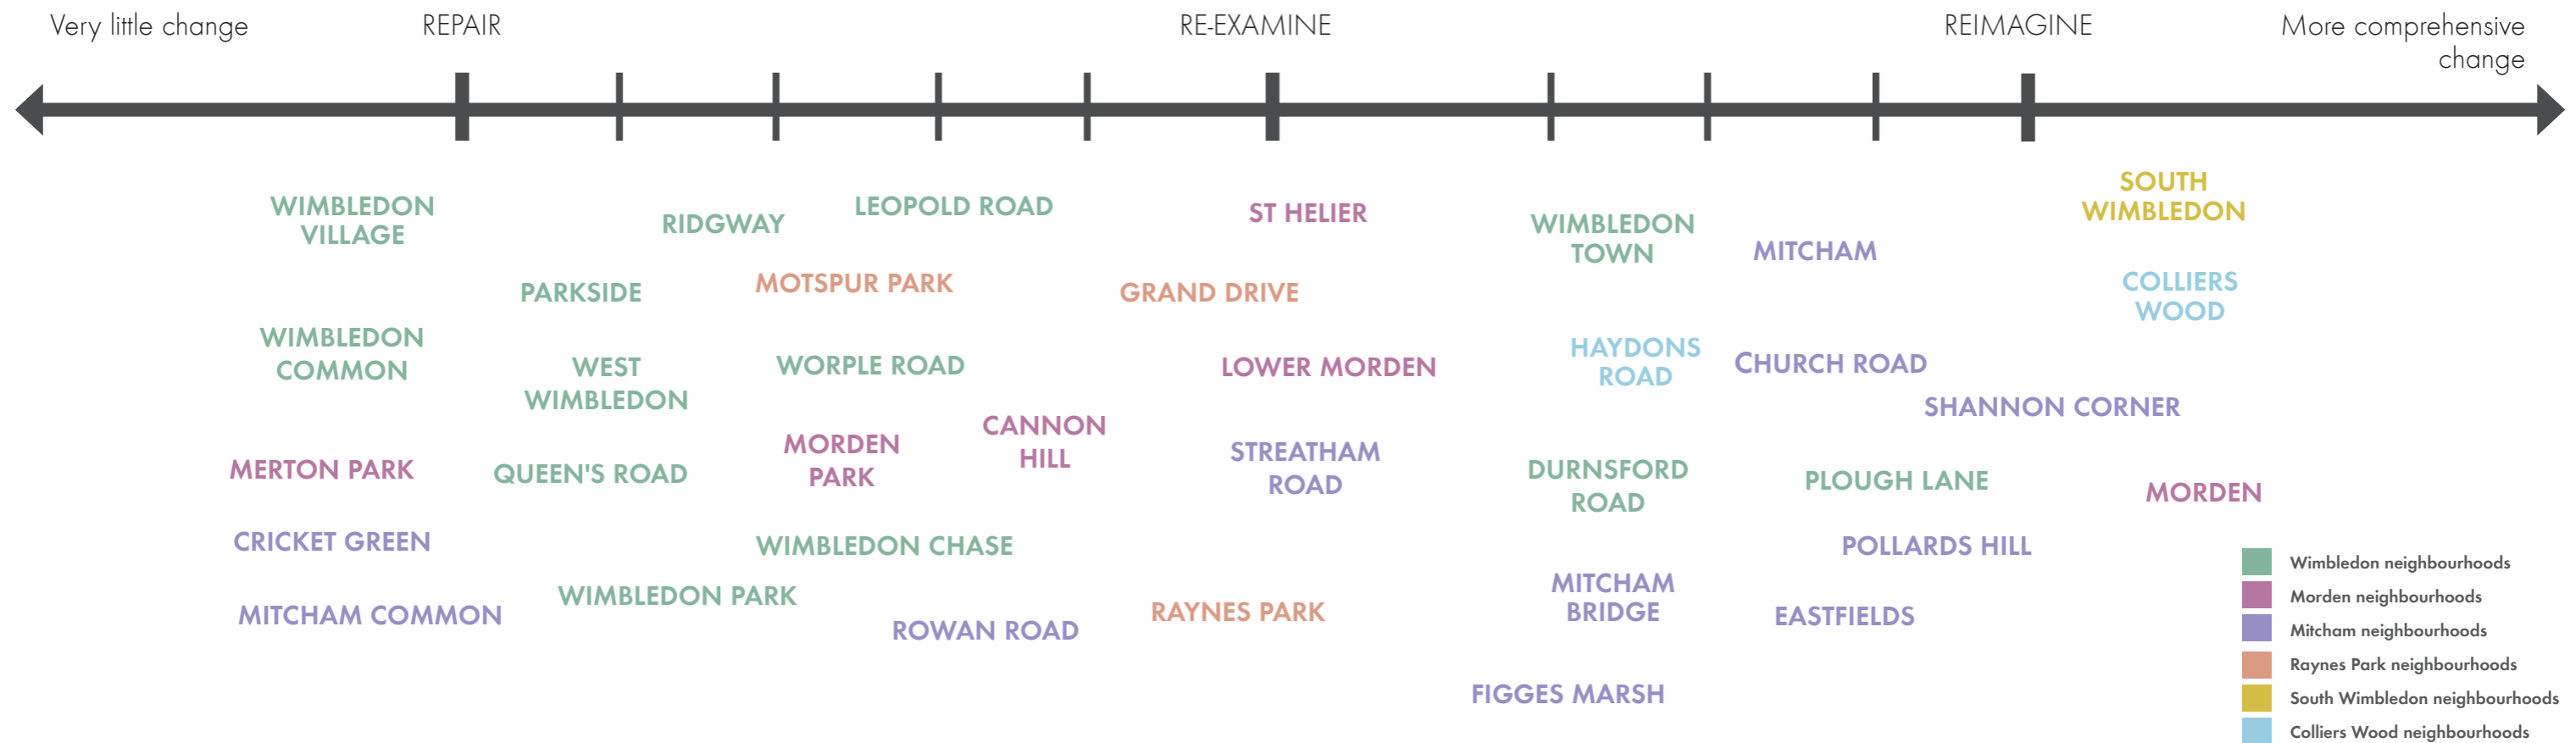 Very little change
REPAIR
RE-EXAMINE
REIMAGINE
More comprehensive
change
WIMBLEDON
VILLAGE
RIDGWAY
LEOPOLD ROAD
ST HELIER
WIMBLEDON
TOWN
MITCHAM
SOUTH
WIMBLEDON
PARKSIDE
MOTSPUR PARK
GRAND DRIVE
COLLIERS
WOOD
WIMBLEDON
COMMON
WEST
WIMBLEDON
WORPLE ROAD
LOWER MORDEN
HAYDONS
ROAD
CHURCH ROAD
SHANNON CORNER
MERTON PARK
QUEEN'S ROAD
MORDEN
PARK
CANNON
HILL
STREATHAM
ROAD
DURNSFORD
ROAD
PLOUGH LANE
MORDEN
CRICKET GREEN
WIMBLEDON CHASE
POLLARDS HILL
MITCHAM COMMON
WIMBLEDON PARK
ROWAN ROAD
RAYNES PARK
MITCHAM
BRIDGE
EASTFIELDS
FIGGES MARSH
Wimbledon neighbourhoods
Morden neighbourhoods
Mitcham neighbourhoods
Raynes Park neighbourhoods
South Wimbledon neighbourhoods
Colliers Wood neighbourhoods